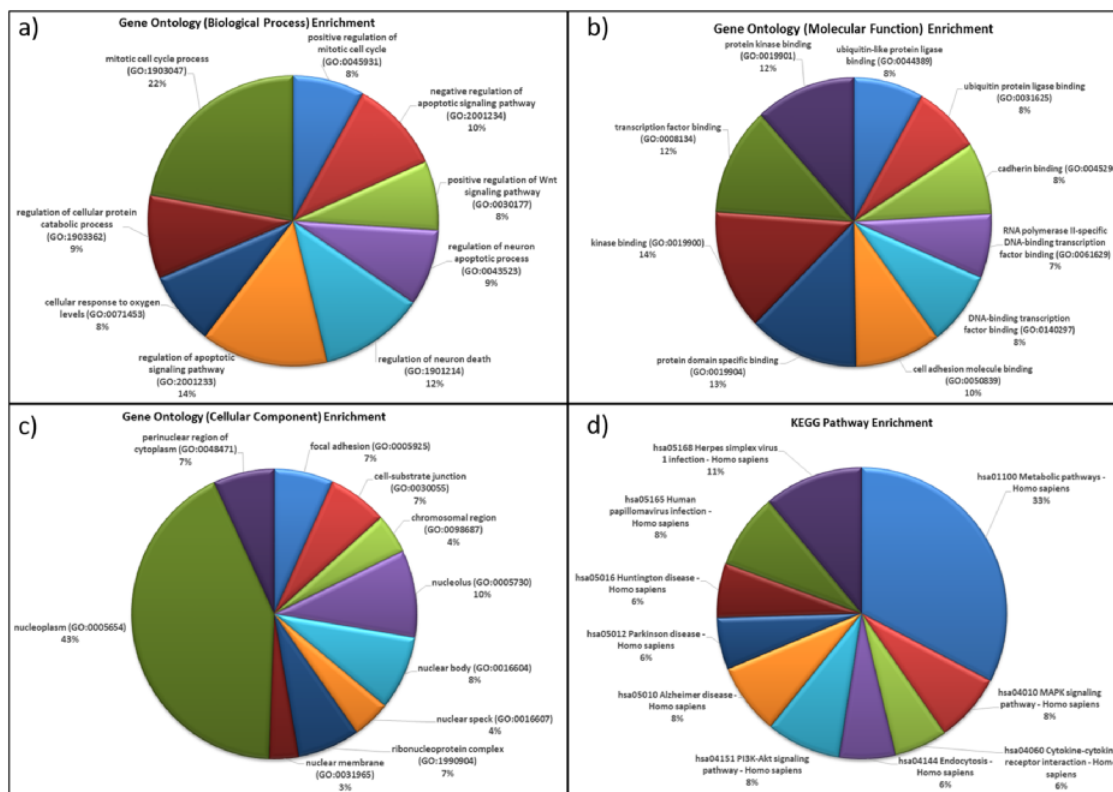 a)
Gene Ontology (Biological Process) Enrichment
positive regulation of
mitotic cell cycle
(GO:0045931)
8%
negative regulation of
apoptotic signaling pathway
(GO:2001234)
10%
positive regulation of Wnt
signaling pathway
(GO:0030177)
8%
regulation of neuron
apoptotic process
(GO:0043523)
9%
regulation of neuron death
(GO:1901214)
12%
regulation of apoptotic
signaling pathway
(GO:2001233)
14%
cellular response to oxygen
levels (GO:0071453)
8%
regulation of cellular protein
catabolic process
(GO:1903362)
9%
mitotic cell cycle process
(GO:1903047)
22%
b)
Gene Ontology (Molecular Function) Enrichment
ubiquitin-like protein ligase
binding (GO:0044389)
8%
ubiquitin protein ligase binding
(GO:0031625)
8%
cadherin binding (GO:004529
8%
RNA polymerase II-specific
DNA-binding transcription
factor binding (GO:0061629)
7%
DNA-binding transcription
factor binding (GO:0140297)
8%
cell adhesion molecule binding
(GO:0050839)
10%
protein domain specific binding
(GO:0019904)
13%
kinase binding (GO:0019900)
14%
transcription factor binding
(GO:0008134)
12%
protein kinase binding
(GO:0019901)
12%
c)
Gene Ontology (Cellular Component) Enrichment
focal adhesion (GO:0005925)
7%
cell-substrate junction
(GO:0030055)
7%
chromosomal region
(GO:0098687)
4%
nucleolus (GO:0005730)
10%
nuclear body (GO:0016604)
8%
nuclear speck (GO:0016607)
4%
ribonucleoprotein complex
(GO:1990904)
7%
nuclear membrane
(GO:0031965)
3%
nucleoplasm (GO:0005654)
43%
perinuclear region of
cytoplasm (GO:0048471)
7%
d)
KEGG Pathway Enrichment
hsa01100 Metabolic pathways -
Homo sapiens
33%
hsa04010 MAPK signaling
pathway - Homo sapiens
8%
hsa04060 Cytokine-cytokin
receptor interaction - Hom
sapiens
6%
hsa04144 Endocytosis -
Homo sapiens
6%
hsa04151 PI3K-Akt signaling
pathway - Homo sapiens
8%
hsa05010 Alzheimer disease -
Homo sapiens
8%
hsa05012 Parkinson disease -
Homo sapiens
6%
hsa05016 Huntington disease -
Homo sapiens
6%
hsa05165 Human
papillomavirus infection -
Homo sapiens
8%
hsa05168 Herpes simplex virus
1 infection - Homo sapiens
11%